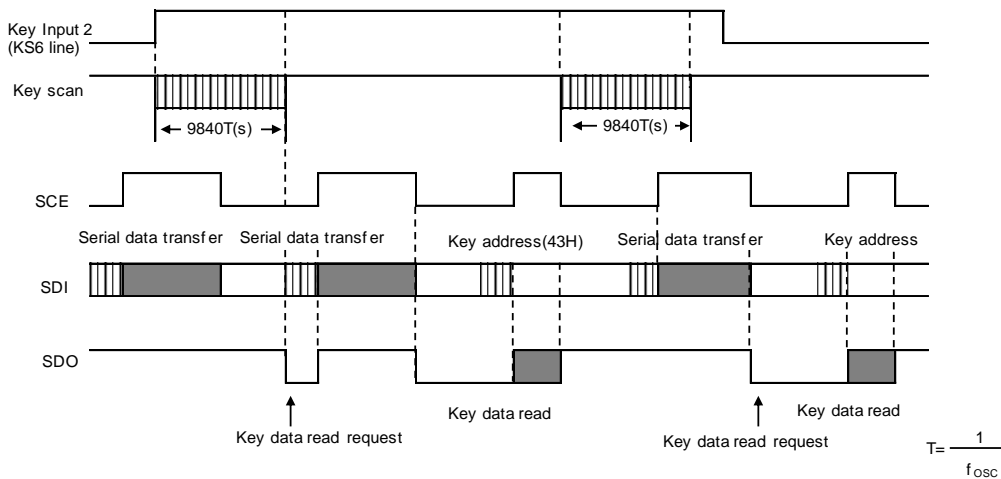 Key Input 2
(KS6 line)
Key scan
9840T(s)
9840T(s)
SCE
Serial data transfer
Serial data transfer
Key address(43H)
Serial data transfer
Key address
SDI
SDO
Key data read
Key data read
Key data read request
Key data read request
T= 1
fOSC